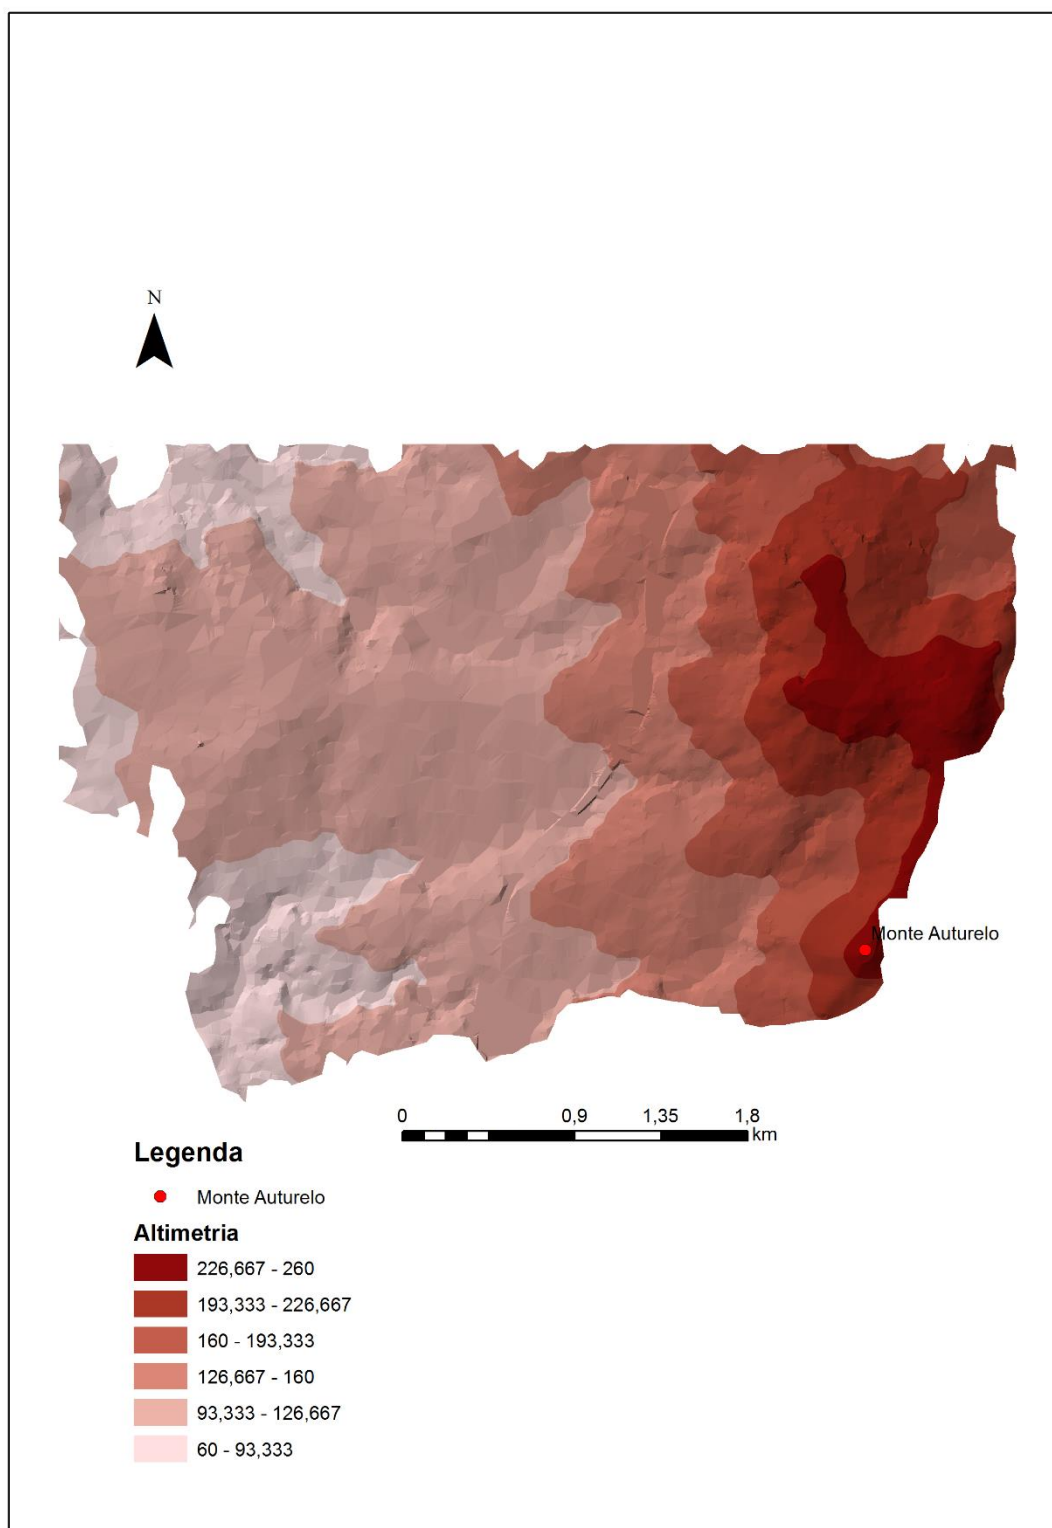 N
Monte Auturelo
0 0,9 1,35 1,8
km
Legenda
Monte Auturelo
Altimetria
226,667 - 260
193,333 - 226,667
160 - 193,333
126,667 - 160
93,333 - 126,667
60 - 93,333